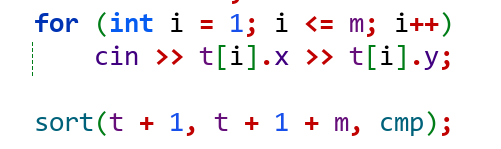 for (int i = 1; i <= m; i++)
cin >> t[i].x >> t[i].y;
sort(t + 1, t + 1 + m, cmp);